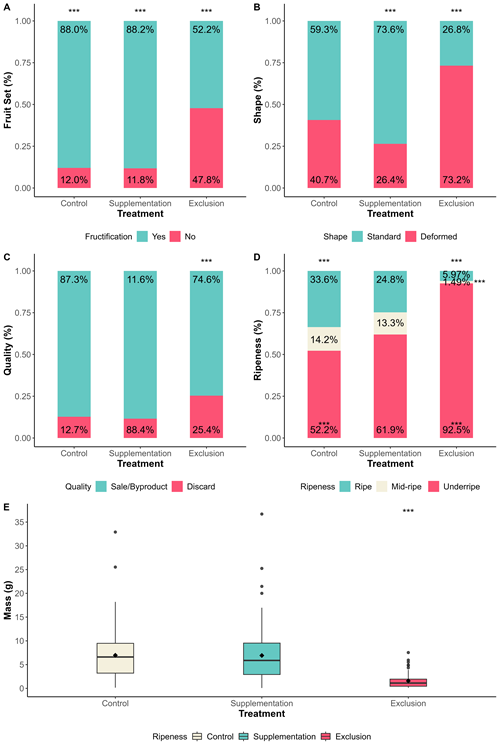 A
*** *** ***
88.0% 88.2% 52.2%
1.00
0.75
0.50
0.25
0.00
Fruit Set (%)
12.0% 11.8% 47.8%
Control Supplementation Exclusion
Treatment
Fructification Yes No
B
*** ***
59.3% 73.6% 26.8%
1.00
0.75
0.50
0.25
0.00
Shape (%)
40.7% 26.4% 73.2%
Control Supplementation Exclusion
Treatment
Shape Standard Deformed
C
***
87.3% 11.6% 74.6%
1.00
0.75
0.50
0.25
0.00
Quality (%)
12.7% 88.4% 25.4%
Control Supplementation Exclusion
Treatment
Quality Sale/Byproduct Discard
D
*** ***
33.6% 24.8% 5.97%
1.49% ***
14.2% 13.3%
1.00
0.75
0.50
0.25
0.00
Ripeness (%)
*** ***
52.2% 61.9% 92.5%
Control Supplementation Exclusion
Treatment
Ripeness Ripe Mid-ripe Underripe
E
***
35
30
25
20
15
10
5
0
Mass (g)
Control Supplementation Exclusion
Treatment
Ripeness Control Supplementation Exclusion